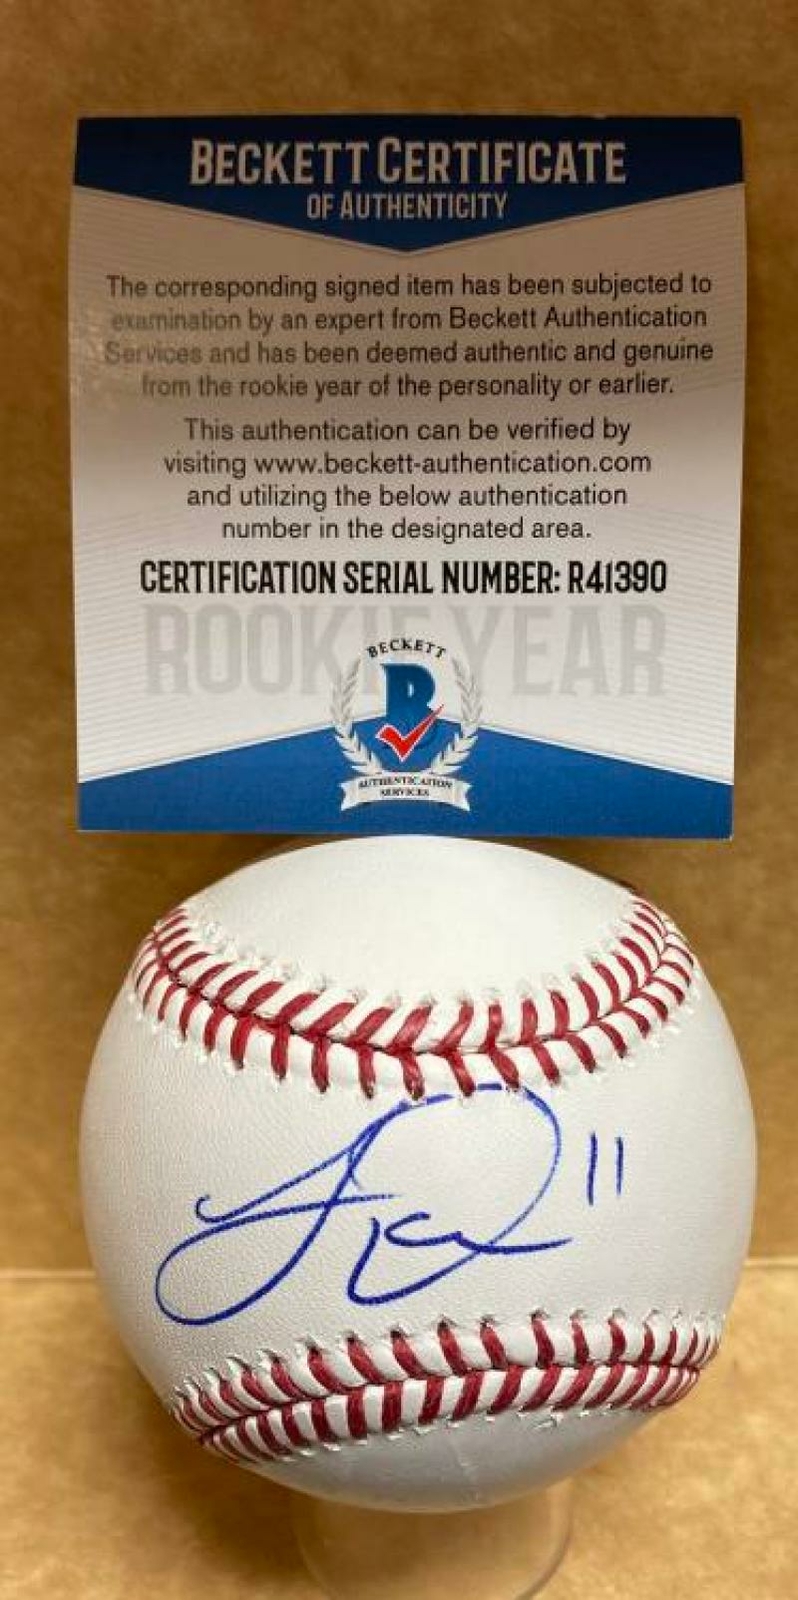 BECKETT CERTIFICATE
OF AUTHENTICITY
The corresponding signed item has been subjected to
examination by an expert from Beckett Authentication
Services and has been deemed authentic and genuine
from the rookie year of the personality or earlier.
This authentication can be verified by
visiting www.beckett-authentication.com
and utilizing the below authentication
number in the designated area.
CERTIFICATION SERIAL NUMBER: R41390
ROOKIE YEAR
BECKETT
B
AUTHENTICATION
SERVICES
11